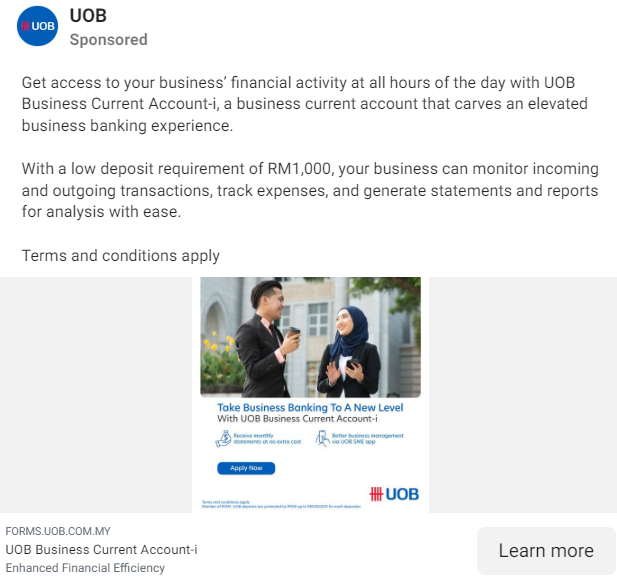 UOB
UOB
Sponsored
Get access to your business' financial activity at all hours of the day with UOB
Business Current Account-i, a business current account that carves an elevated
business banking experience.
With a low deposit requirement of RM1,000, your business can monitor incoming
and outgoing transactions, track expenses, and generate statements and reports
for analysis with ease.
Terms and conditions apply
Take Business Banking To A New Level
With UOB Business Current Account-i
Receive monthly
statements at no extra cost
Better business management
via UOB SME app
Apply Now
UOB
Terms and conditions apply
Member of PIDM. UOB deposits are protected by PIDM up to RM250,000 for each depositor.
FORMS.UOB.COM.MY
UOB Business Current Account-i
Enhanced Financial Efficiency
Learn more